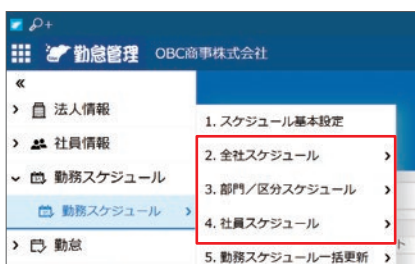 勤怠管理 OBC商事株式会社
«
法人情報
社員情報
勤務スケジュール
勤務スケジュール
勤怠
1. スケジュール基本設定
2. 全社スケジュール
3. 部門/区分スケジュール
4. 社員スケジュール
5. 勤務スケジュール一括更新
ト